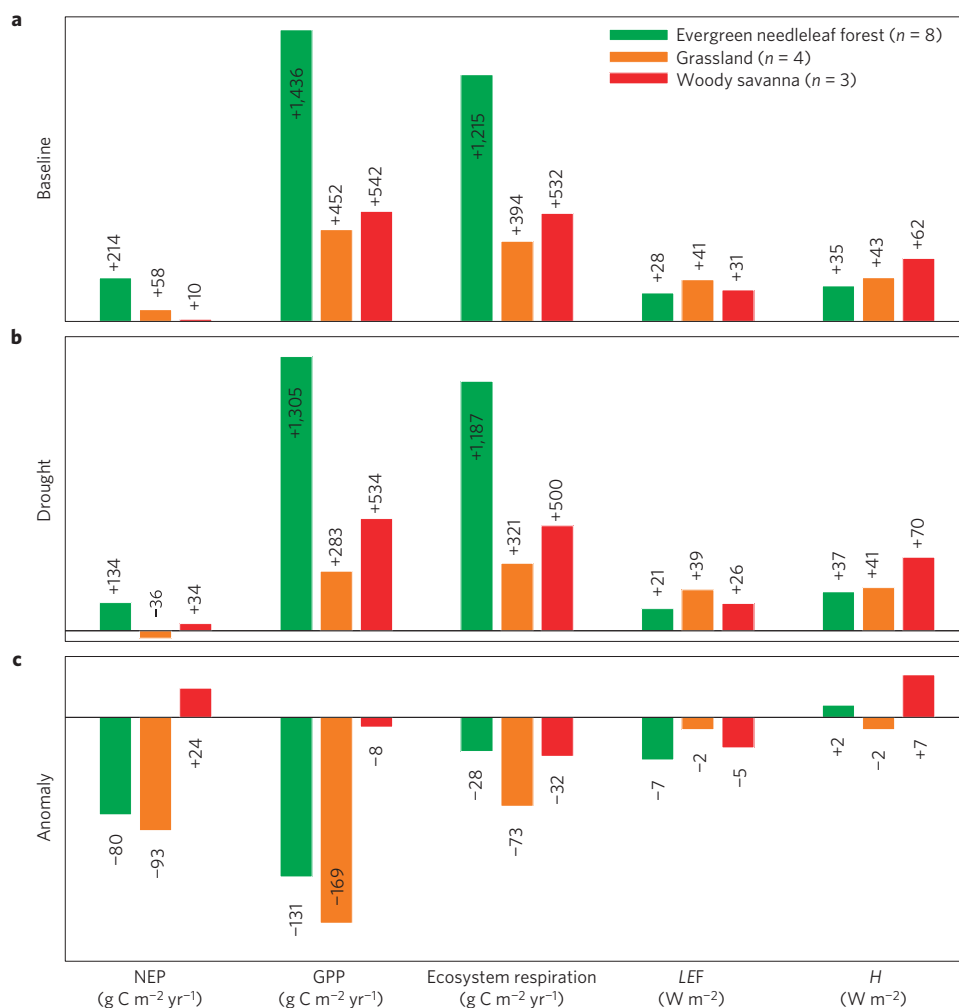 a
Baseline
Evergreen needleleaf forest (n = 8)
Grassland (n = 4)
Woody savanna (n = 3)
+214
+58
+10
+1,436
+452
+542
+1,215
+394
+532
+28
+41
+31
+35
+43
+62
b
Drought
+134
−36
+34
+1,305
+283
+534
+1,187
+321
+500
+21
+39
+26
+37
+41
+70
c
Anomaly
−80
−93
+24
−131
−169
−8
−28
−73
−32
−7
−2
−5
+2
−2
+7
NEP
(g C m⁻² yr⁻¹)
GPP
(g C m⁻² yr⁻¹)
Ecosystem respiration
(g C m⁻² yr⁻¹)
LEF
(W m⁻²)
H
(W m⁻²)